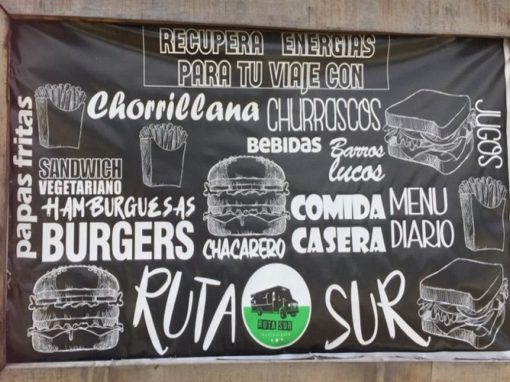 RECUPERA ENERGIAS
PARA TU VIAJE CON
papas fritas
Chorrillana
CHURRASCOS
JUGOS
BEBIDAS
Barros
lucos
SANDWICH
VEGETARIANO
HAMBURGUESAS
BURGERS
CHACARERO
COMIDA
CASERA
MENU
DIARIO
RUTA SUR
RUTA SUR